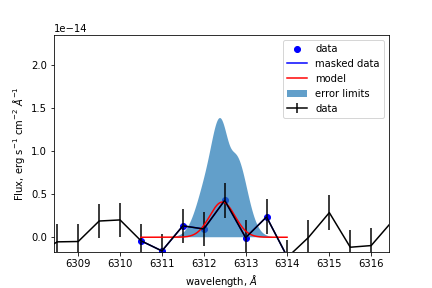 1e−14
data
masked data
model
error limits
data
2.0
1.5
1.0
0.5
0.0
Flux, erg s⁻¹ cm⁻² Å⁻¹
6309 6310 6311 6312 6313 6314 6315 6316
wavelength, Å